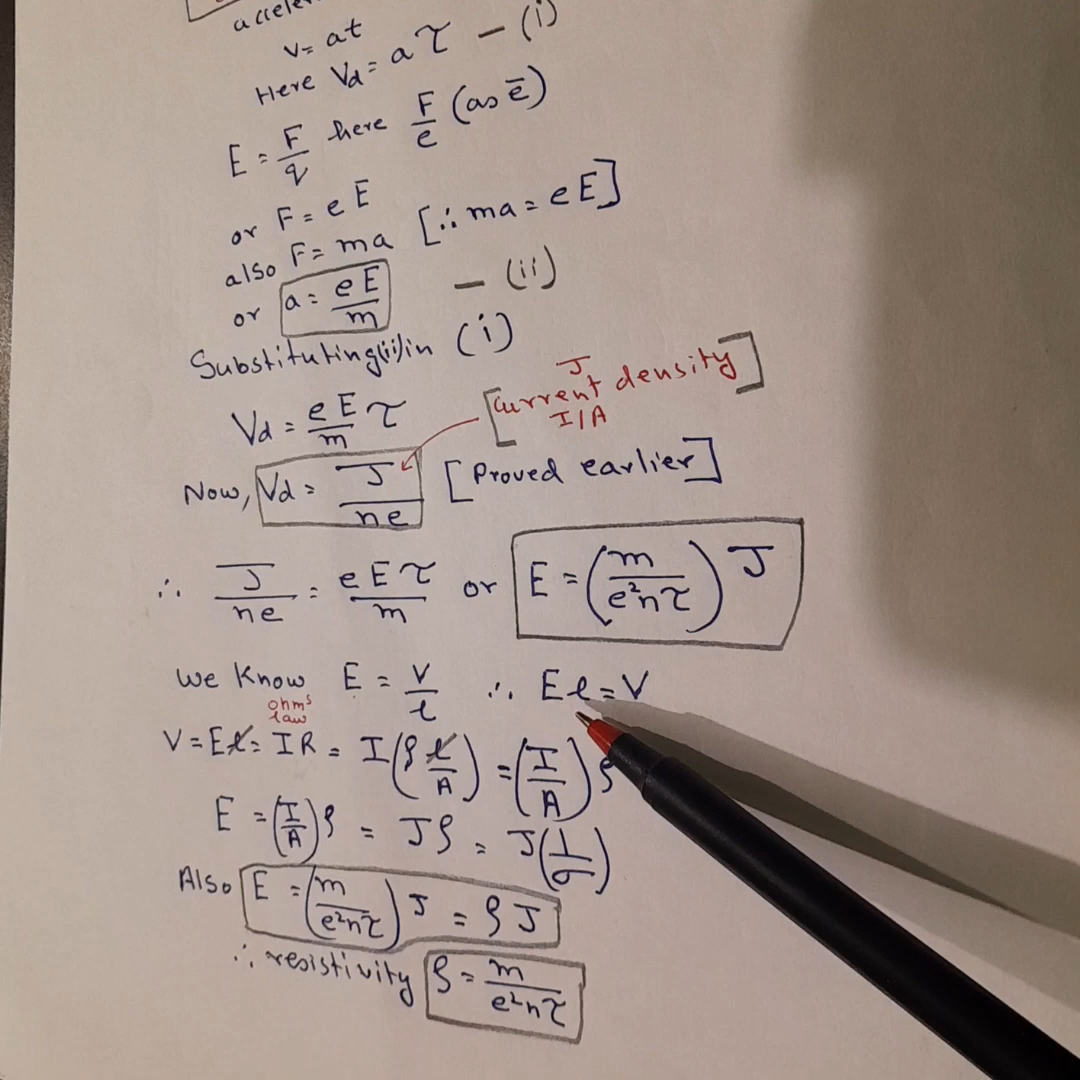 v = at
Here Vd = aτ — (i)
E = F/q here F/e (as ē)
or F = eE
also F = ma [∴ ma = eE]
or a = eE/m — (ii)
Substituting (ii) in (i)
Vd = eE/m τ [Current density J I/A]
Now, Vd = J/ne [Proved earlier]
∴ J/ne = eEτ/m or E = (m/e²nτ) J
We know E = V/l ∴ El = V
ohm's law
V = El = IR = I(ρ l/A) = (I/A) ρ
E = (I/A) ρ = Jρ = J(1/σ)
Also E = (m/e²nτ) J = ρJ
∴ resistivity ρ = m/e²nτ